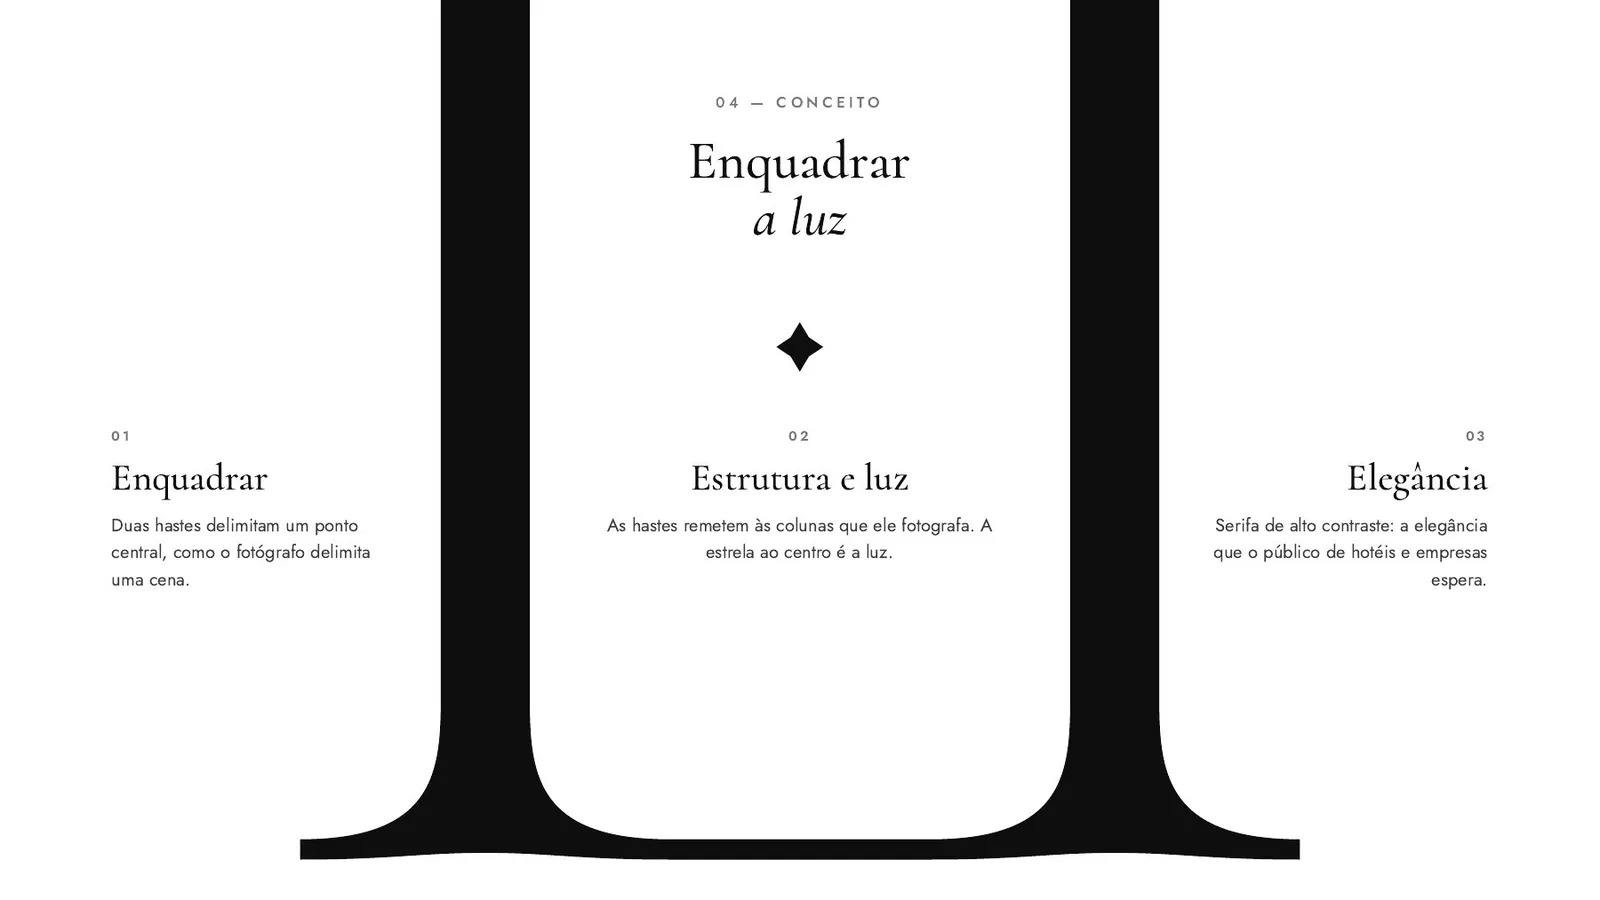 04 — CONCEITO
Enquadrar
a luz
01
Enquadrar
Duas hastes delimitam um ponto
central, como o fotógrafo delimita
uma cena.
02
Estrutura e luz
As hastes remetem às colunas que ele fotografa. A
estrela ao centro é a luz.
03
Elegância
Serifa de alto contraste: a elegância
que o público de hotéis e empresas
espera.